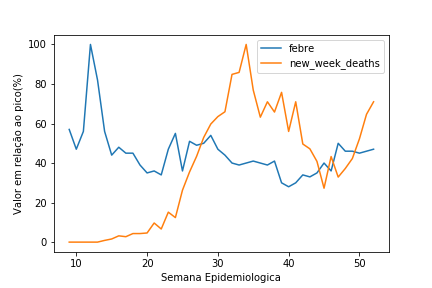 febre
new_week_deaths
100
80
60
40
20
0
Valor em relação ao pico(%)
10
20
30
40
50
Semana Epidemiologica